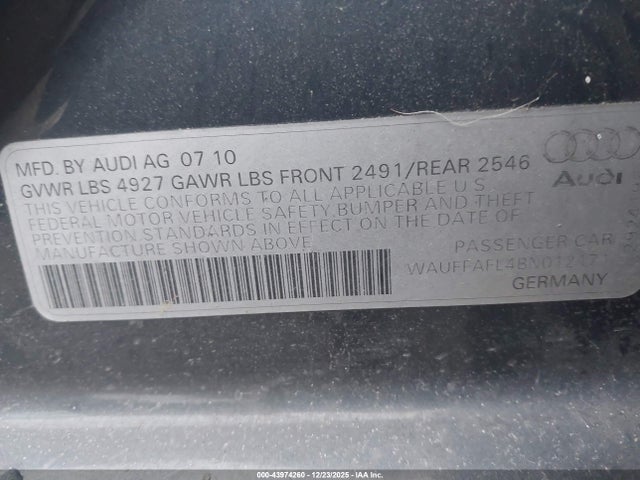 MFD. BY AUDI AG 07 10
GVWR LBS 4927 GAWR LBS FRONT 2491/REAR 2546
THIS VEHICLE CONFORMS TO ALL APPLICABLE U S
FEDERAL MOTOR VEHICLE SAFETY, BUMPER AND THEFT
PREVENTION STANDARDS IN EFFECT ON THE DATE OF
MANUFACTURE SHOWN ABOVE
Audi
PASSENGER CAR
WAUFFAFL4BN012171
GERMANY
000-43974260 - 12/23/2025 - IAA Inc.